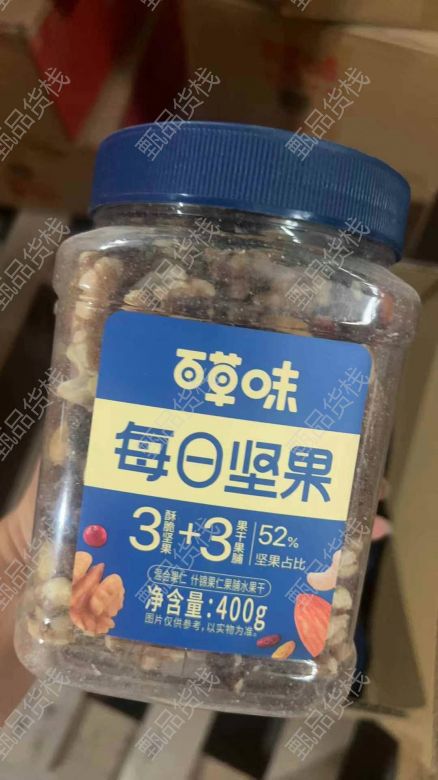 百草味
每日坚果
3酥脆坚果+3果干果脯
52%
坚果占比
混合果仁 什锦果仁果脯水果干
净含量:400g
图片仅供参考,以实物为准。
甄品货栈